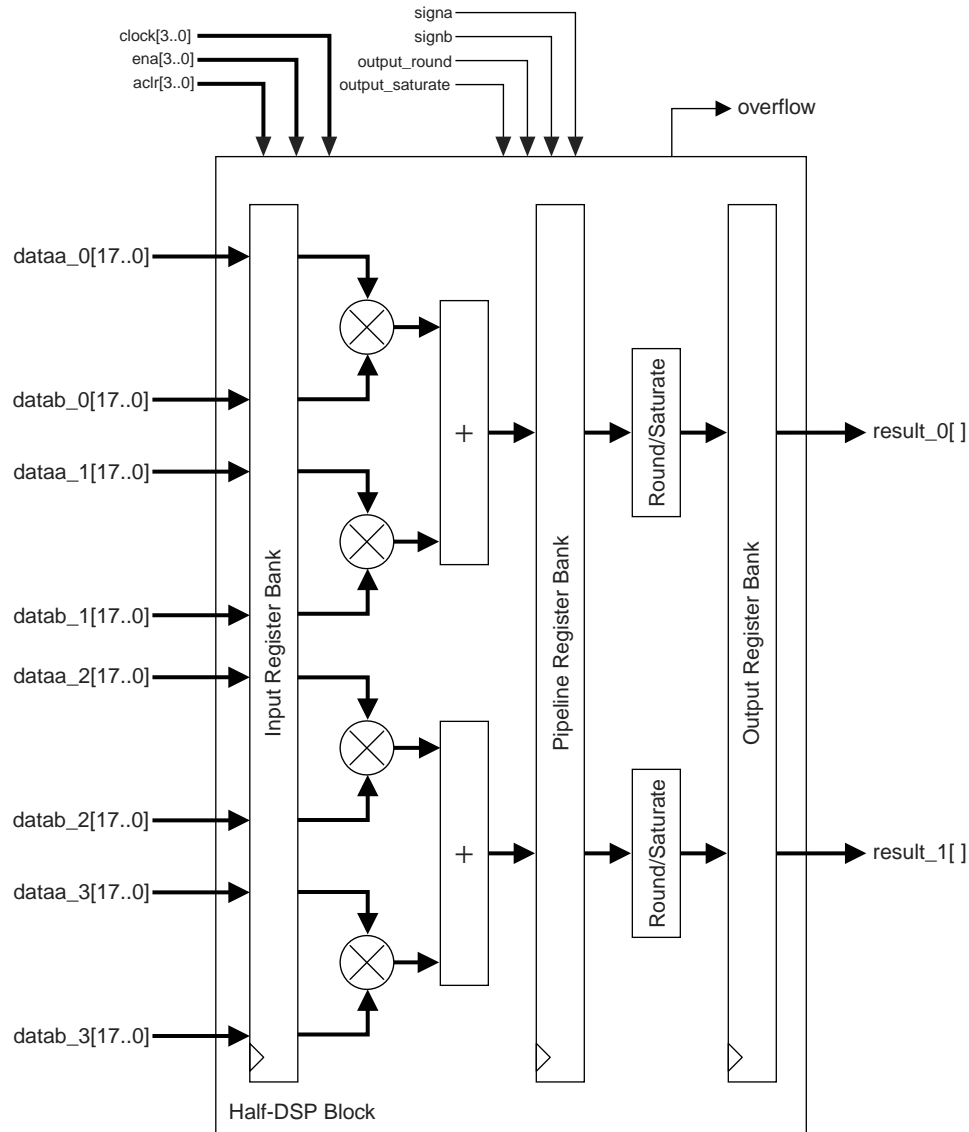 signa
clock[3..0]
signb
ena[3..0]
output_round
aclr[3..0]
output_saturate
overflow
dataa_0[17..0]
datab_0[17..0]
dataa_1[17..0]
datab_1[17..0]
dataa_2[17..0]
datab_2[17..0]
dataa_3[17..0]
datab_3[17..0]
Input Register Bank
+
+
Pipeline Register Bank
Round/Saturate
Round/Saturate
Output Register Bank
result_0[ ]
result_1[ ]
Half-DSP Block